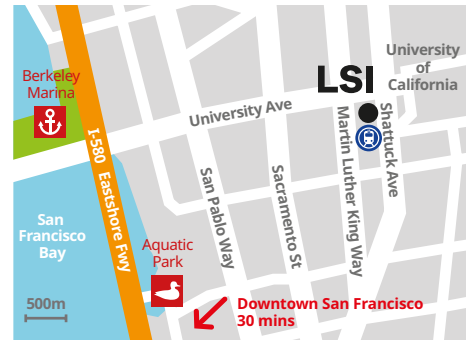 Berkeley
Marina
I-580 Eastshore Fwy
University Ave
LSI
University
of
California
Shattuck Ave
Martin Luther King Way
Sacramento St
San Pablo Way
San
Francisco
Bay
Aquatic
Park
500m
Downtown San Francisco
30 mins